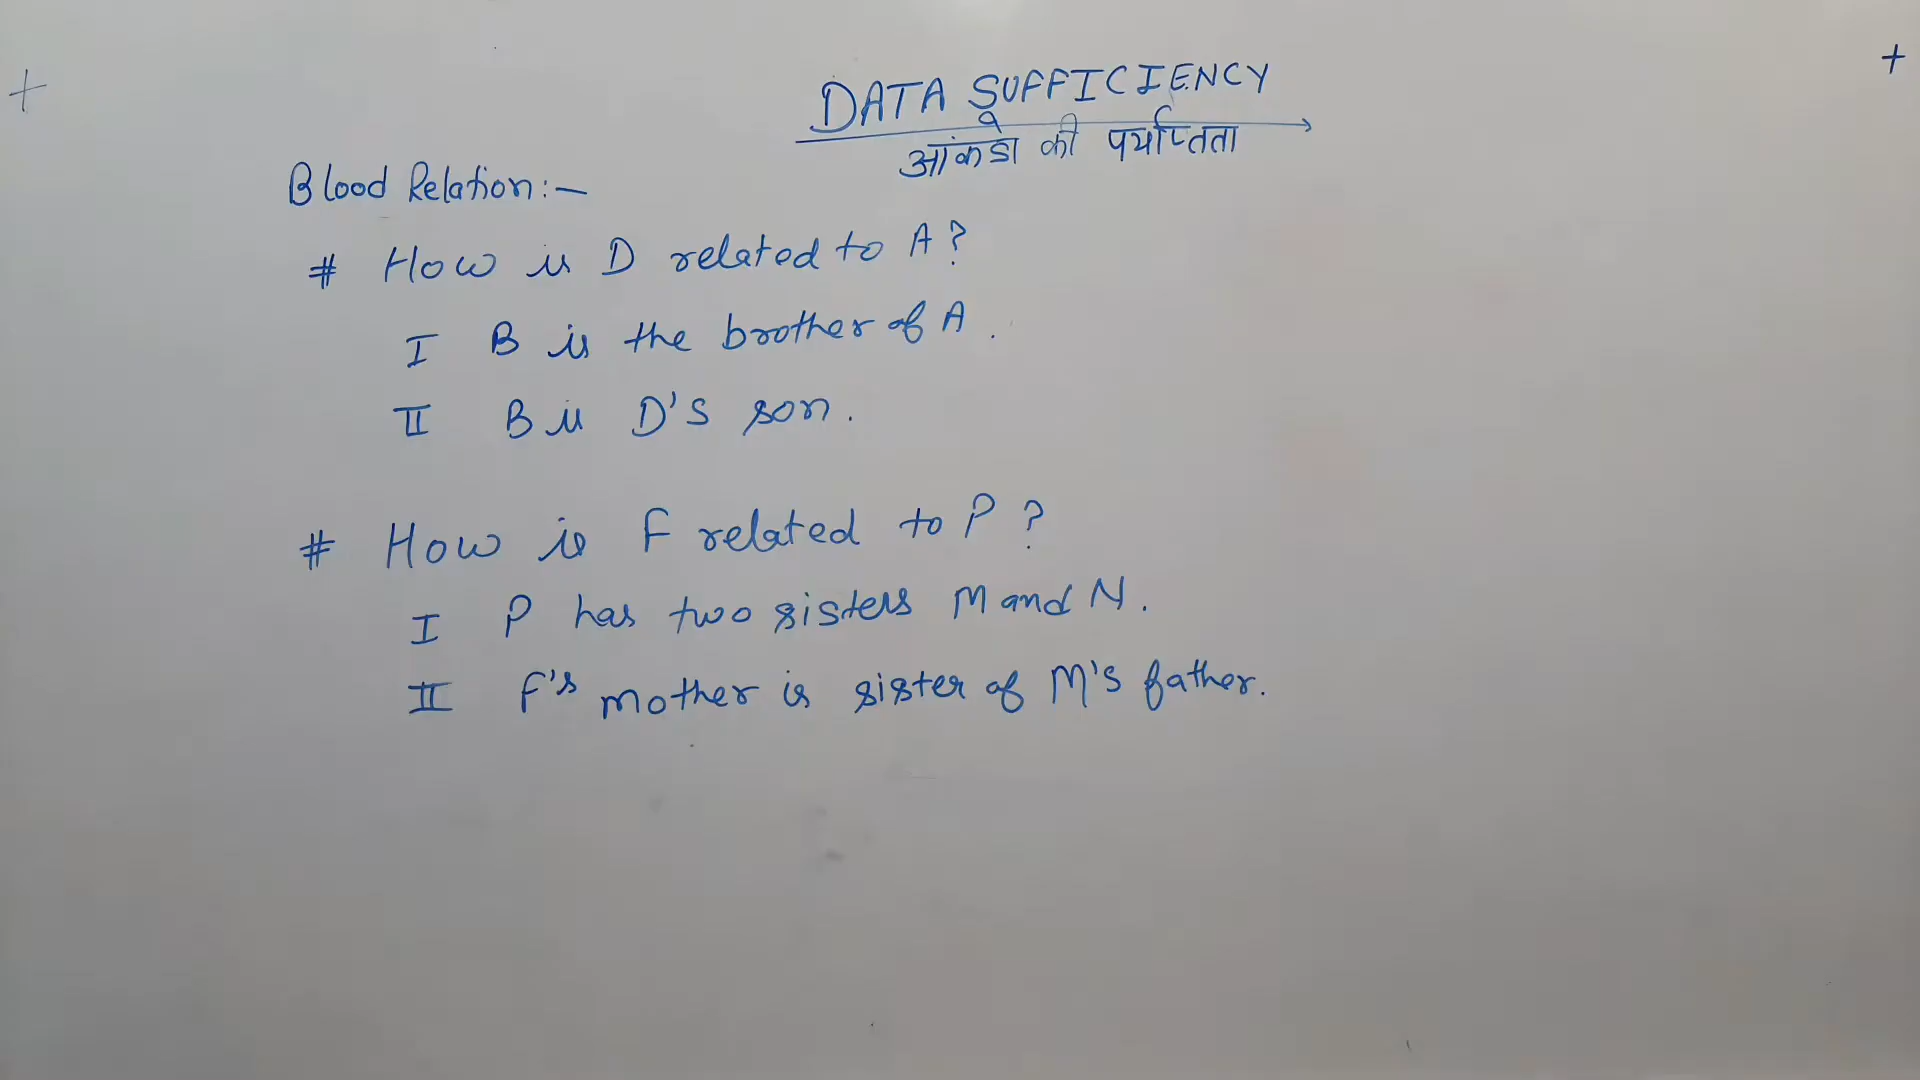 DATA SUFFICIENCY
आंकडो की पर्याप्तता
Blood Relation:-
# How is D related to A?
I B is the brother of A.
II B is D's son.
# How is F related to P?
I P has two sisters M and N.
II F's mother is sister of M's father.